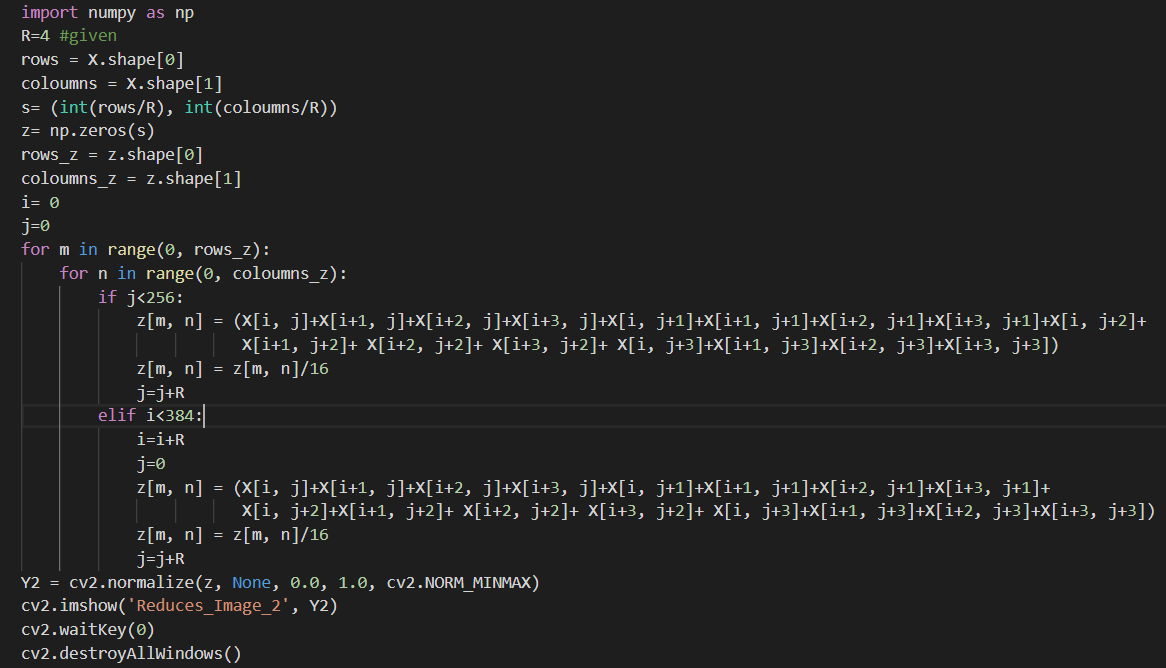 import numpy as np
R=4 #given
rows = X.shape[0]
coloumns = X.shape[1]
s= (int(rows/R), int(coloumns/R))
z= np.zeros(s)
rows_z = z.shape[0]
coloumns_z = z.shape[1]
i= 0
j=0
for m in range(0, rows_z):
    for n in range(0, coloumns_z):
        if j<256:
            z[m, n] = (X[i, j]+X[i+1, j]+X[i+2, j]+X[i+3, j]+X[i, j+1]+X[i+1, j+1]+X[i+2, j+1]+X[i+3, j+1]+X[i, j+2]+
                       X[i+1, j+2]+ X[i+2, j+2]+ X[i+3, j+2]+ X[i, j+3]+X[i+1, j+3]+X[i+2, j+3]+X[i+3, j+3])
            z[m, n] = z[m, n]/16
            j=j+R
        elif i<384:
            i=i+R
            j=0
            z[m, n] = (X[i, j]+X[i+1, j]+X[i+2, j]+X[i+3, j]+X[i, j+1]+X[i+1, j+1]+X[i+2, j+1]+X[i+3, j+1]+
                       X[i, j+2]+X[i+1, j+2]+ X[i+2, j+2]+ X[i+3, j+2]+ X[i, j+3]+X[i+1, j+3]+X[i+2, j+3]+X[i+3, j+3])
            z[m, n] = z[m, n]/16
            j=j+R
Y2 = cv2.normalize(z, None, 0.0, 1.0, cv2.NORM_MINMAX)
cv2.imshow('Reduces_Image_2', Y2)
cv2.waitKey(0)
cv2.destroyAllWindows()